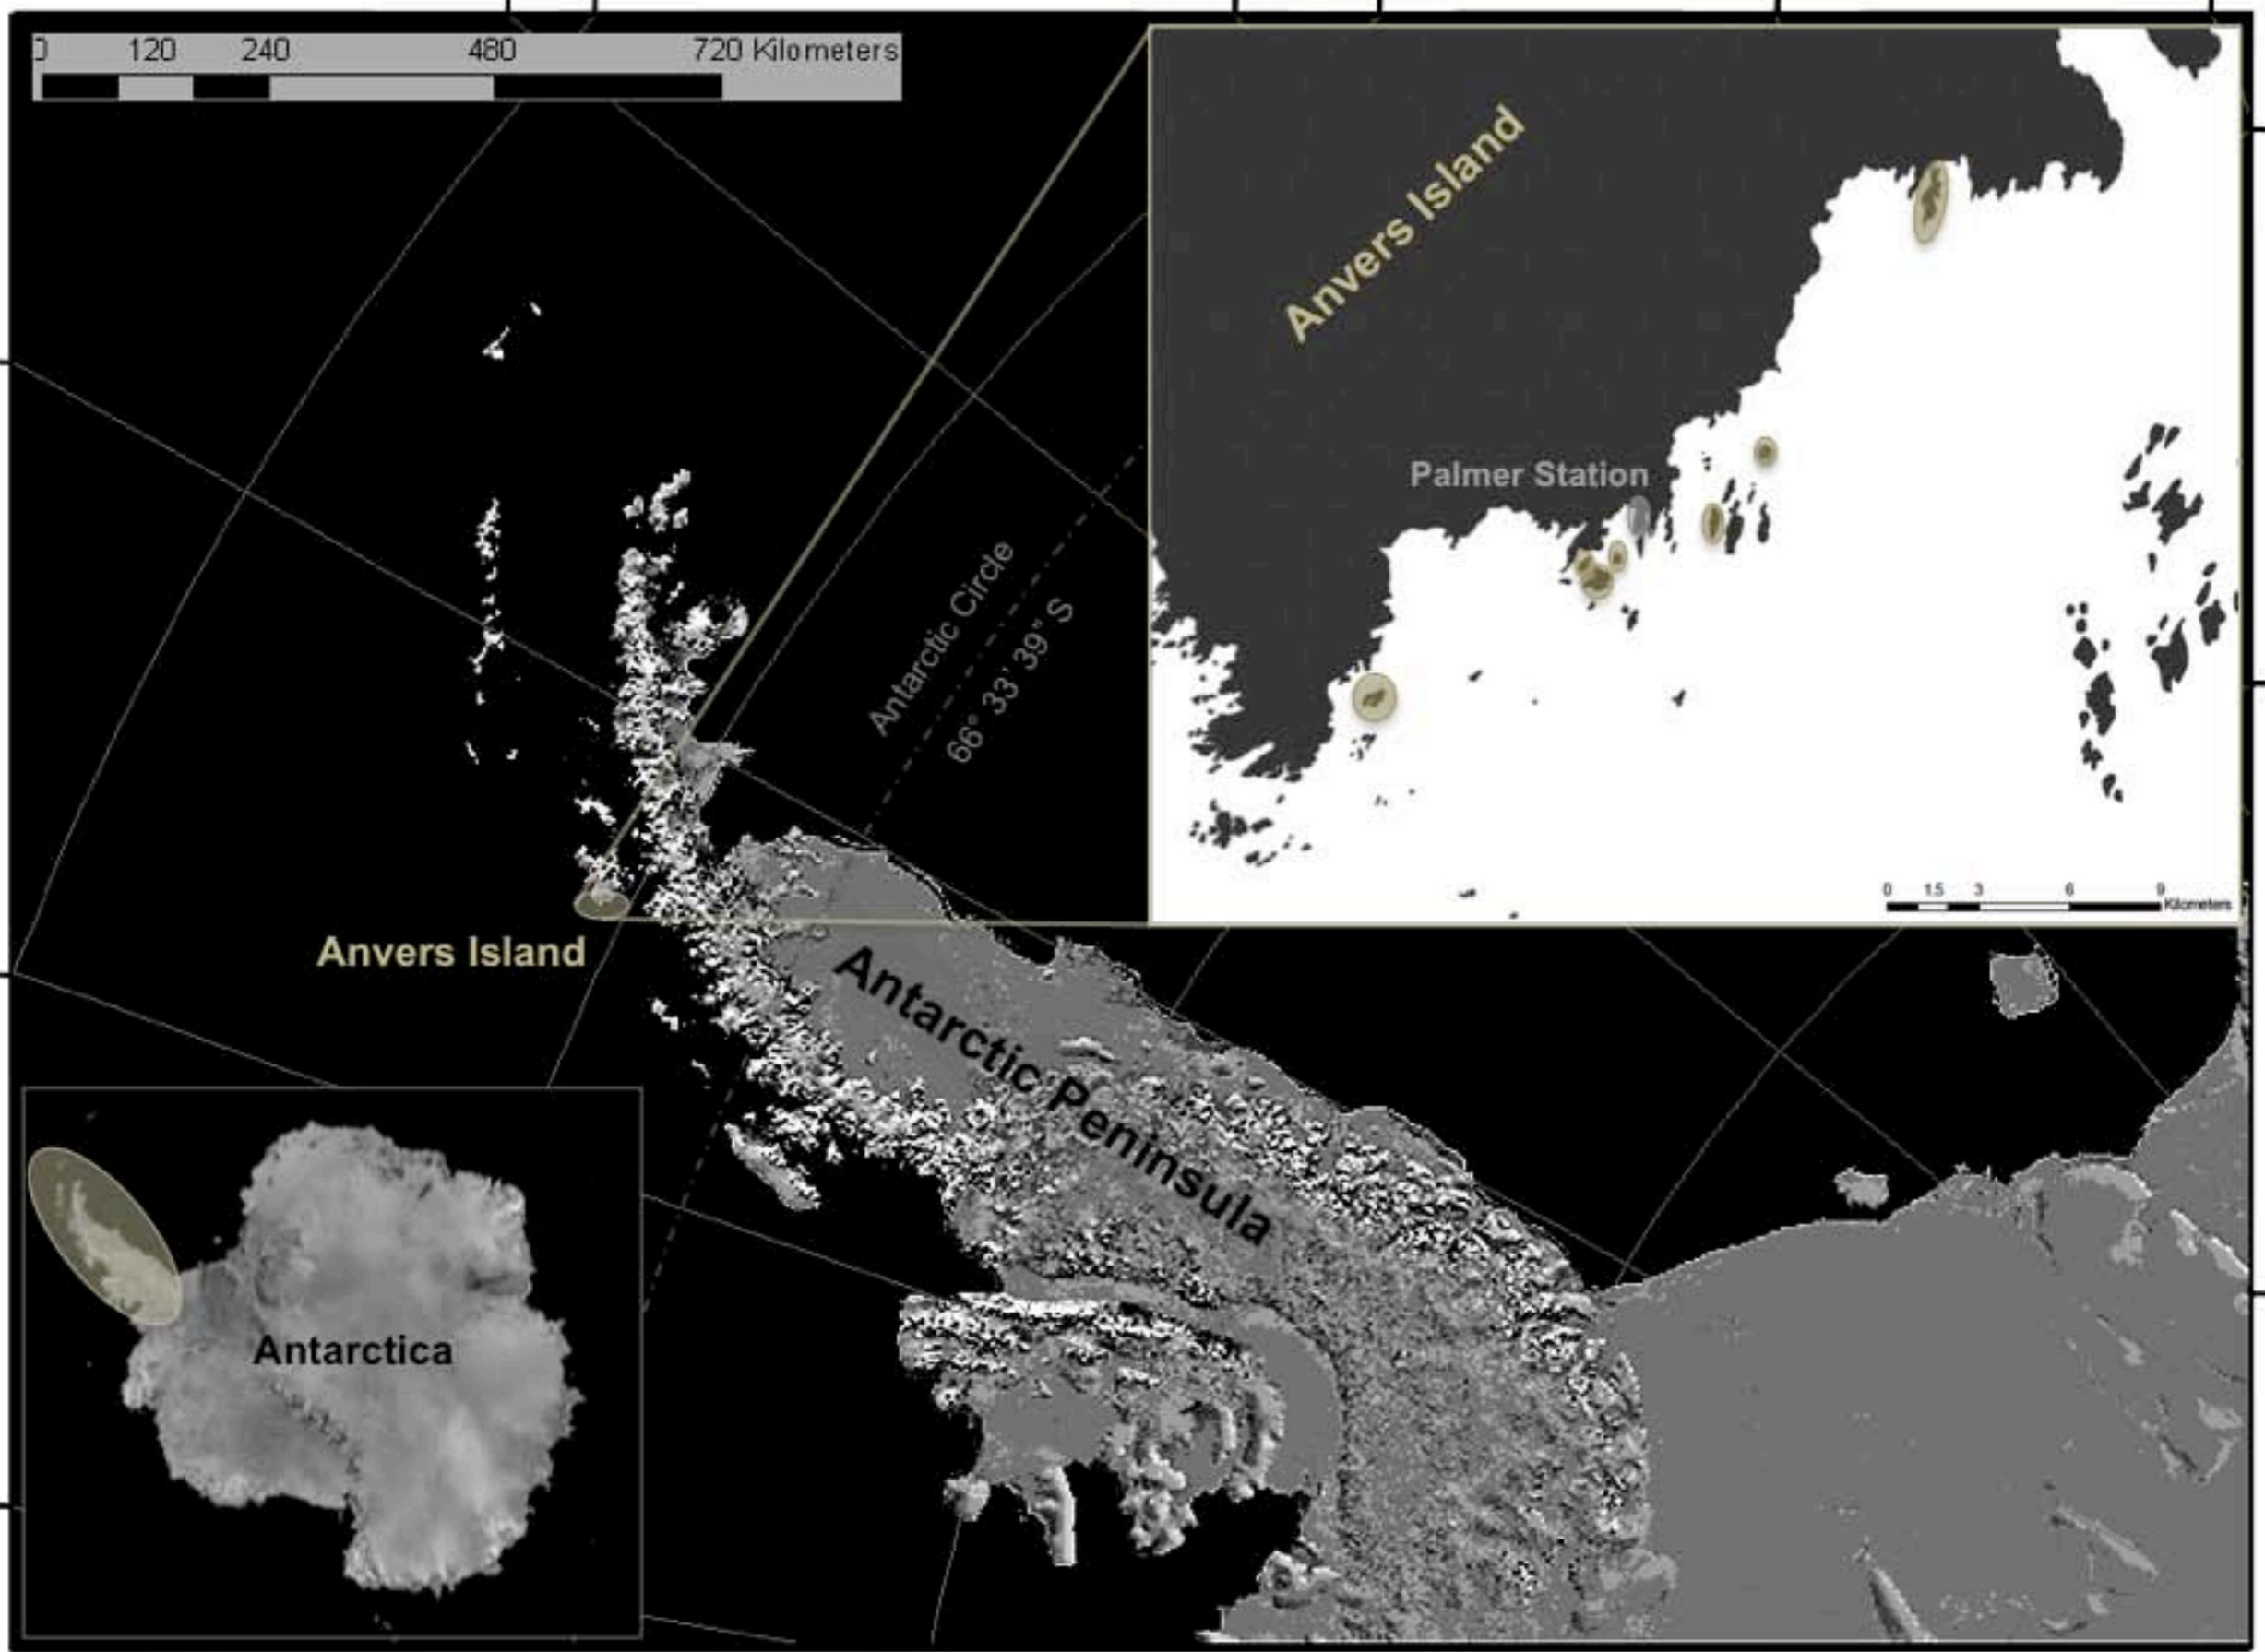 0 120 240 480 720 Kilometers
Anvers Island
Palmer Station
Antarctic Circle
66° 33' 39" S
0 1.5 3 6 9
Kilometers
Anvers Island
Antarctic Peninsula
Antarctica